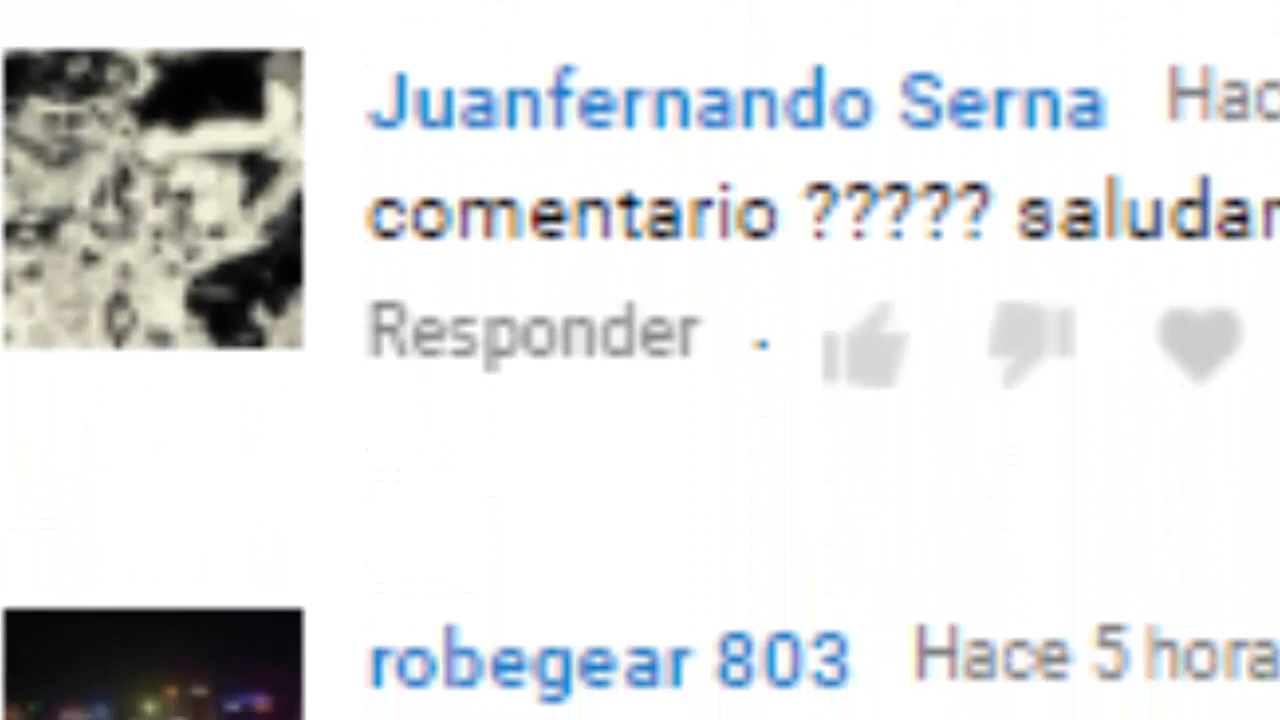 Juanfernando Serna Hac
comentario ????? saludar
Responder ·
robegear 803 Hace 5 hora